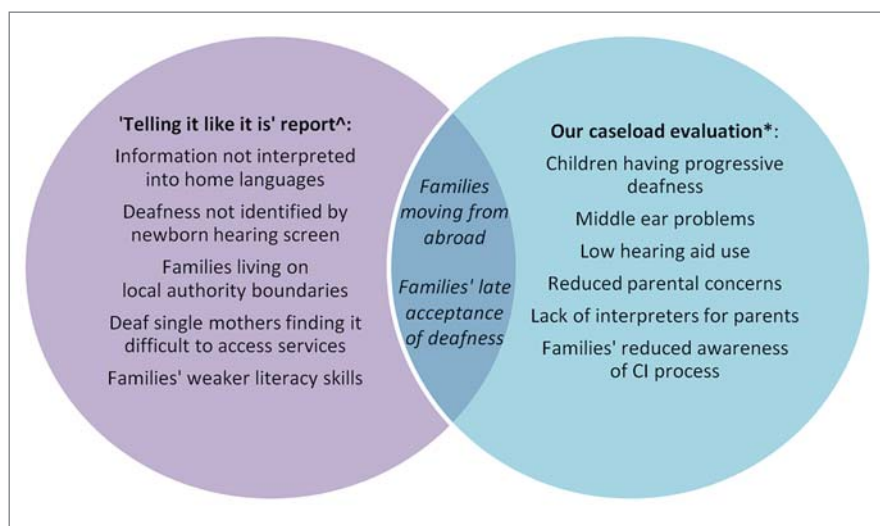 'Telling it like it is' report^:
Information not interpreted
into home languages
Deafness not identified by
newborn hearing screen
Families living on
local authority boundaries
Deaf single mothers finding it
difficult to access services
Families' weaker literacy skills
Families
moving from
abroad
Families' late
acceptance
of deafness
Our caseload evaluation*:
Children having progressive
deafness
Middle ear problems
Low hearing aid use
Reduced parental concerns
Lack of interpreters for parents
Families' reduced awareness
of CI process